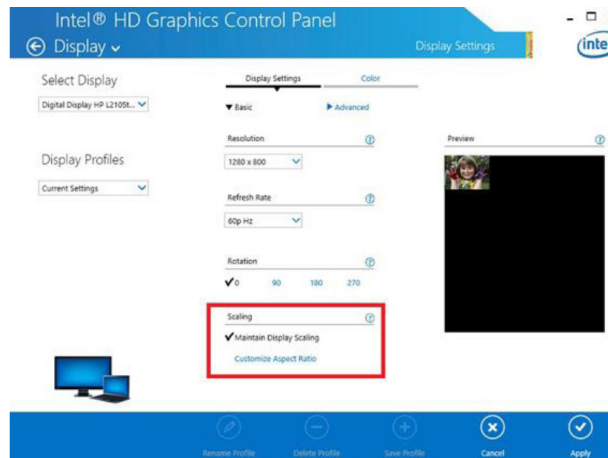 Intel® HD Graphics Control Panel
Display
Display Settings
inte
Select Display
Digital Display HP L2105t...
Display Profiles
Current Settings
Display Settings
Color
Basic
Advanced
Resolution
?
1280 x 800
Refresh Rate
?
60p Hz
Rotation
?
0 90 180 270
Scaling
?
Maintain Display Scaling
Customize Aspect Ratio
Preview
?
Rename Profile
Delete Profile
Save Profile
Cancel
Apply